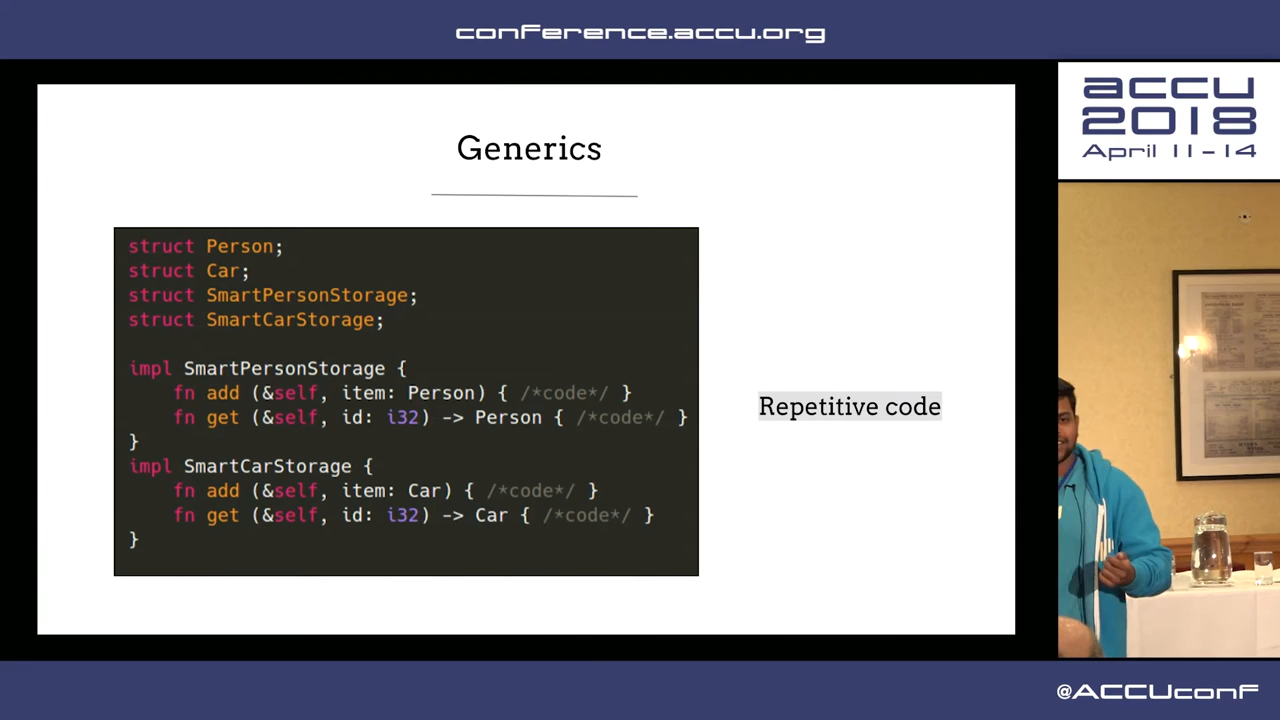 conference.accu.org
accu
2018
April 11-14
Generics
struct Person;
struct Car;
struct SmartPersonStorage;
struct SmartCarStorage;
impl SmartPersonStorage {
fn add (&self, item: Person) { /*code*/ }
fn get (&self, id: i32) -> Person { /*code*/ }
}
impl SmartCarStorage {
fn add (&self, item: Car) { /*code*/ }
fn get (&self, id: i32) -> Car { /*code*/ }
}
Repetitive code
@ACCUconf